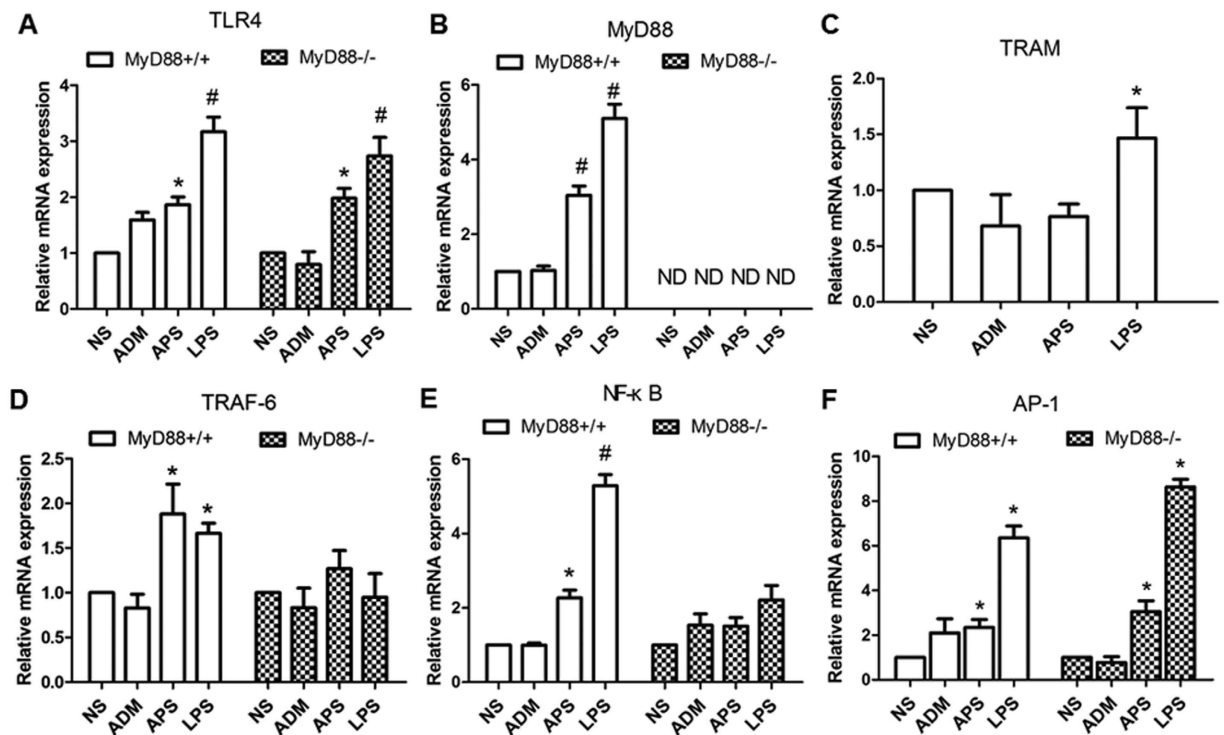 A TLR4
MyD88+/+ MyD88-/-
Relative mRNA expression
4
3
2
1
0
#
*
#
*
NS ADM APS LPS NS ADM APS LPS
B MyD88
MyD88+/+ MyD88-/-
Relative mRNA expression
6
4
2
0
#
#
ND ND ND ND
NS ADM APS LPS NS ADM APS LPS
C TRAM
Relative mRNA expression
2.0
1.5
1.0
0.5
0.0
*
NS ADM APS LPS
D TRAF-6
MyD88+/+ MyD88-/-
Relative mRNA expression
2.5
2.0
1.5
1.0
0.5
0.0
*
*
NS ADM APS LPS NS ADM APS LPS
E NF-κ B
MyD88+/+ MyD88-/-
Relative mRNA expression
6
4
2
0
#
*
NS ADM APS LPS NS ADM APS LPS
F AP-1
MyD88+/+ MyD88-/-
Relative mRNA expression
10
8
6
4
2
0
*
*
*
*
NS ADM APS LPS NS ADM APS LPS